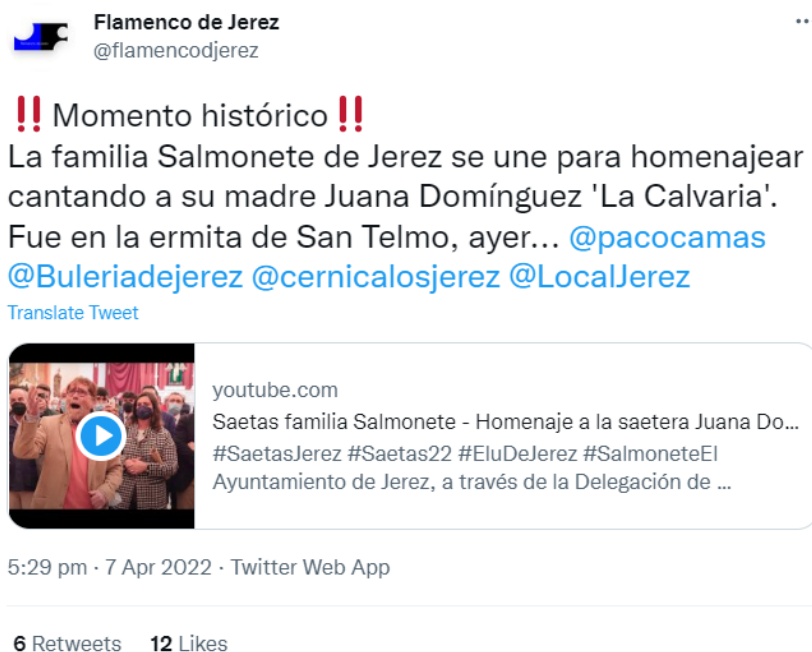 Flamenco de Jerez
@flamencodjerez
‼ Momento histórico ‼
La familia Salmonete de Jerez se une para homenajear
cantando a su madre Juana Domínguez 'La Calvaria'.
Fue en la ermita de San Telmo, ayer... @pacocamas
@Buleriadejerez @cernicalosjerez @LocalJerez
Translate Tweet
youtube.com
Saetas familia Salmonete - Homenaje a la saetera Juana Do...
#SaetasJerez #Saetas22 #EluDeJerez #SalmoneteEl
Ayuntamiento de Jerez, a través de la Delegación de ...
5:29 pm · 7 Apr 2022 · Twitter Web App
6 Retweets 12 Likes